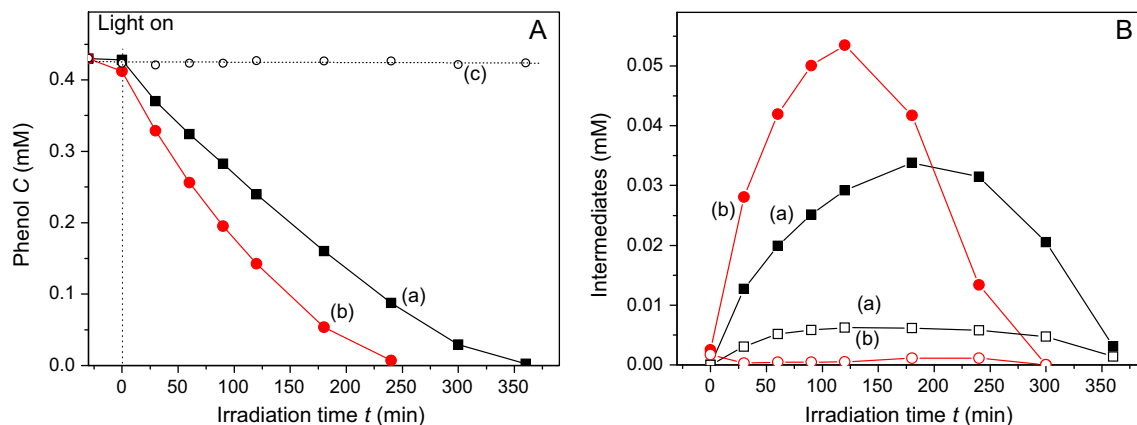 Light on
A
(c)
(a)
(b)
0.4
0.3
0.2
0.1
0.0
0 50 100 150 200 250 300 350
Phenol C (mM)
Irradiation time t (min)
B
(b)
(a)
(a)
(b)
0.05
0.04
0.03
0.02
0.01
0.00
0 50 100 150 200 250 300 350
Intermediates (mM)
Irradiation time t (min)